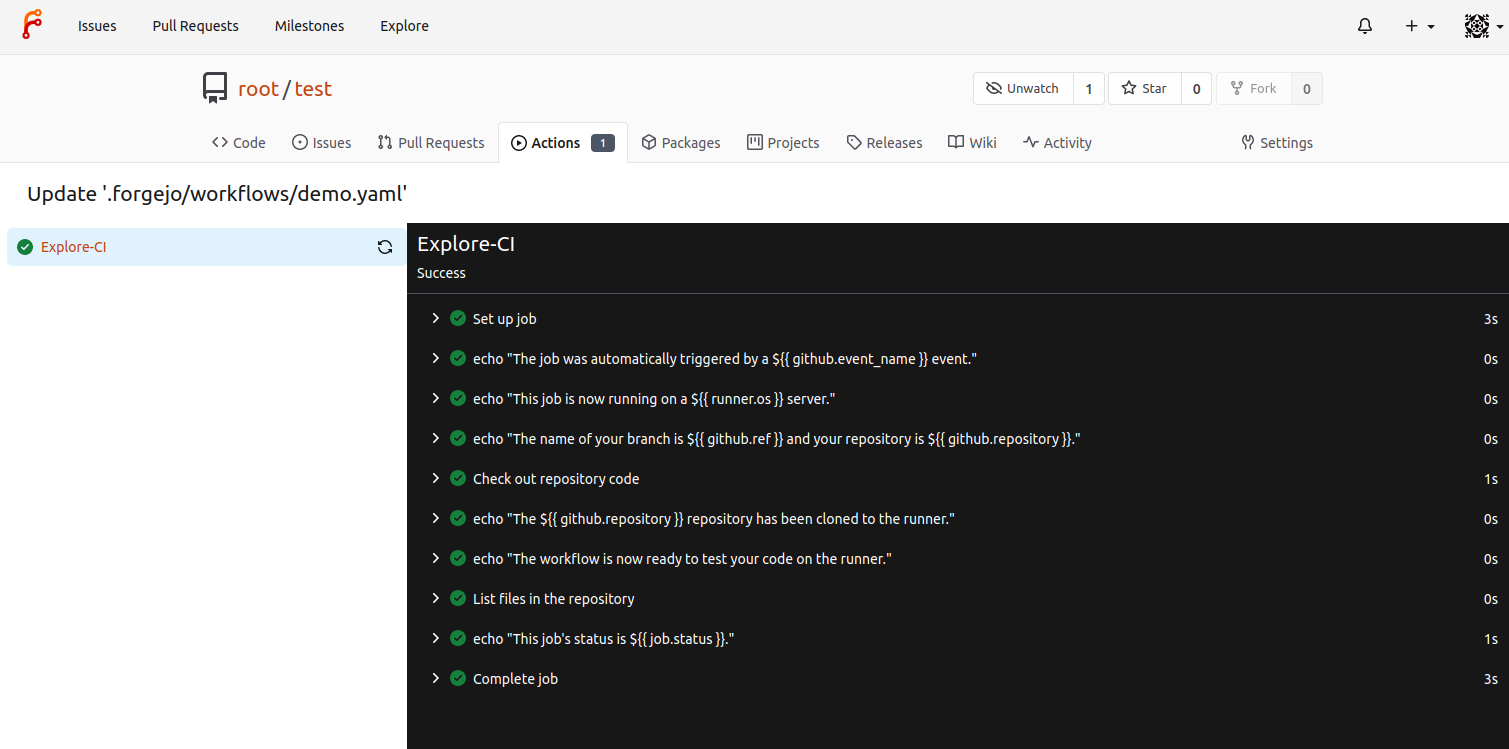 Issues Pull Requests Milestones Explore
root / test Unwatch 1 Star 0 Fork 0
Code Issues Pull Requests Actions 1 Packages Projects Releases Wiki Activity Settings
Update '.forgejo/workflows/demo.yaml'
Explore-CI
Explore-CI
Success
Set up job 3s
echo "The job was automatically triggered by a ${{ github.event_name }} event." 0s
echo "This job is now running on a ${{ runner.os }} server." 0s
echo "The name of your branch is ${{ github.ref }} and your repository is ${{ github.repository }}." 0s
Check out repository code 1s
echo "The ${{ github.repository }} repository has been cloned to the runner." 0s
echo "The workflow is now ready to test your code on the runner." 0s
List files in the repository 0s
echo "This job's status is ${{ job.status }}." 1s
Complete job 3s